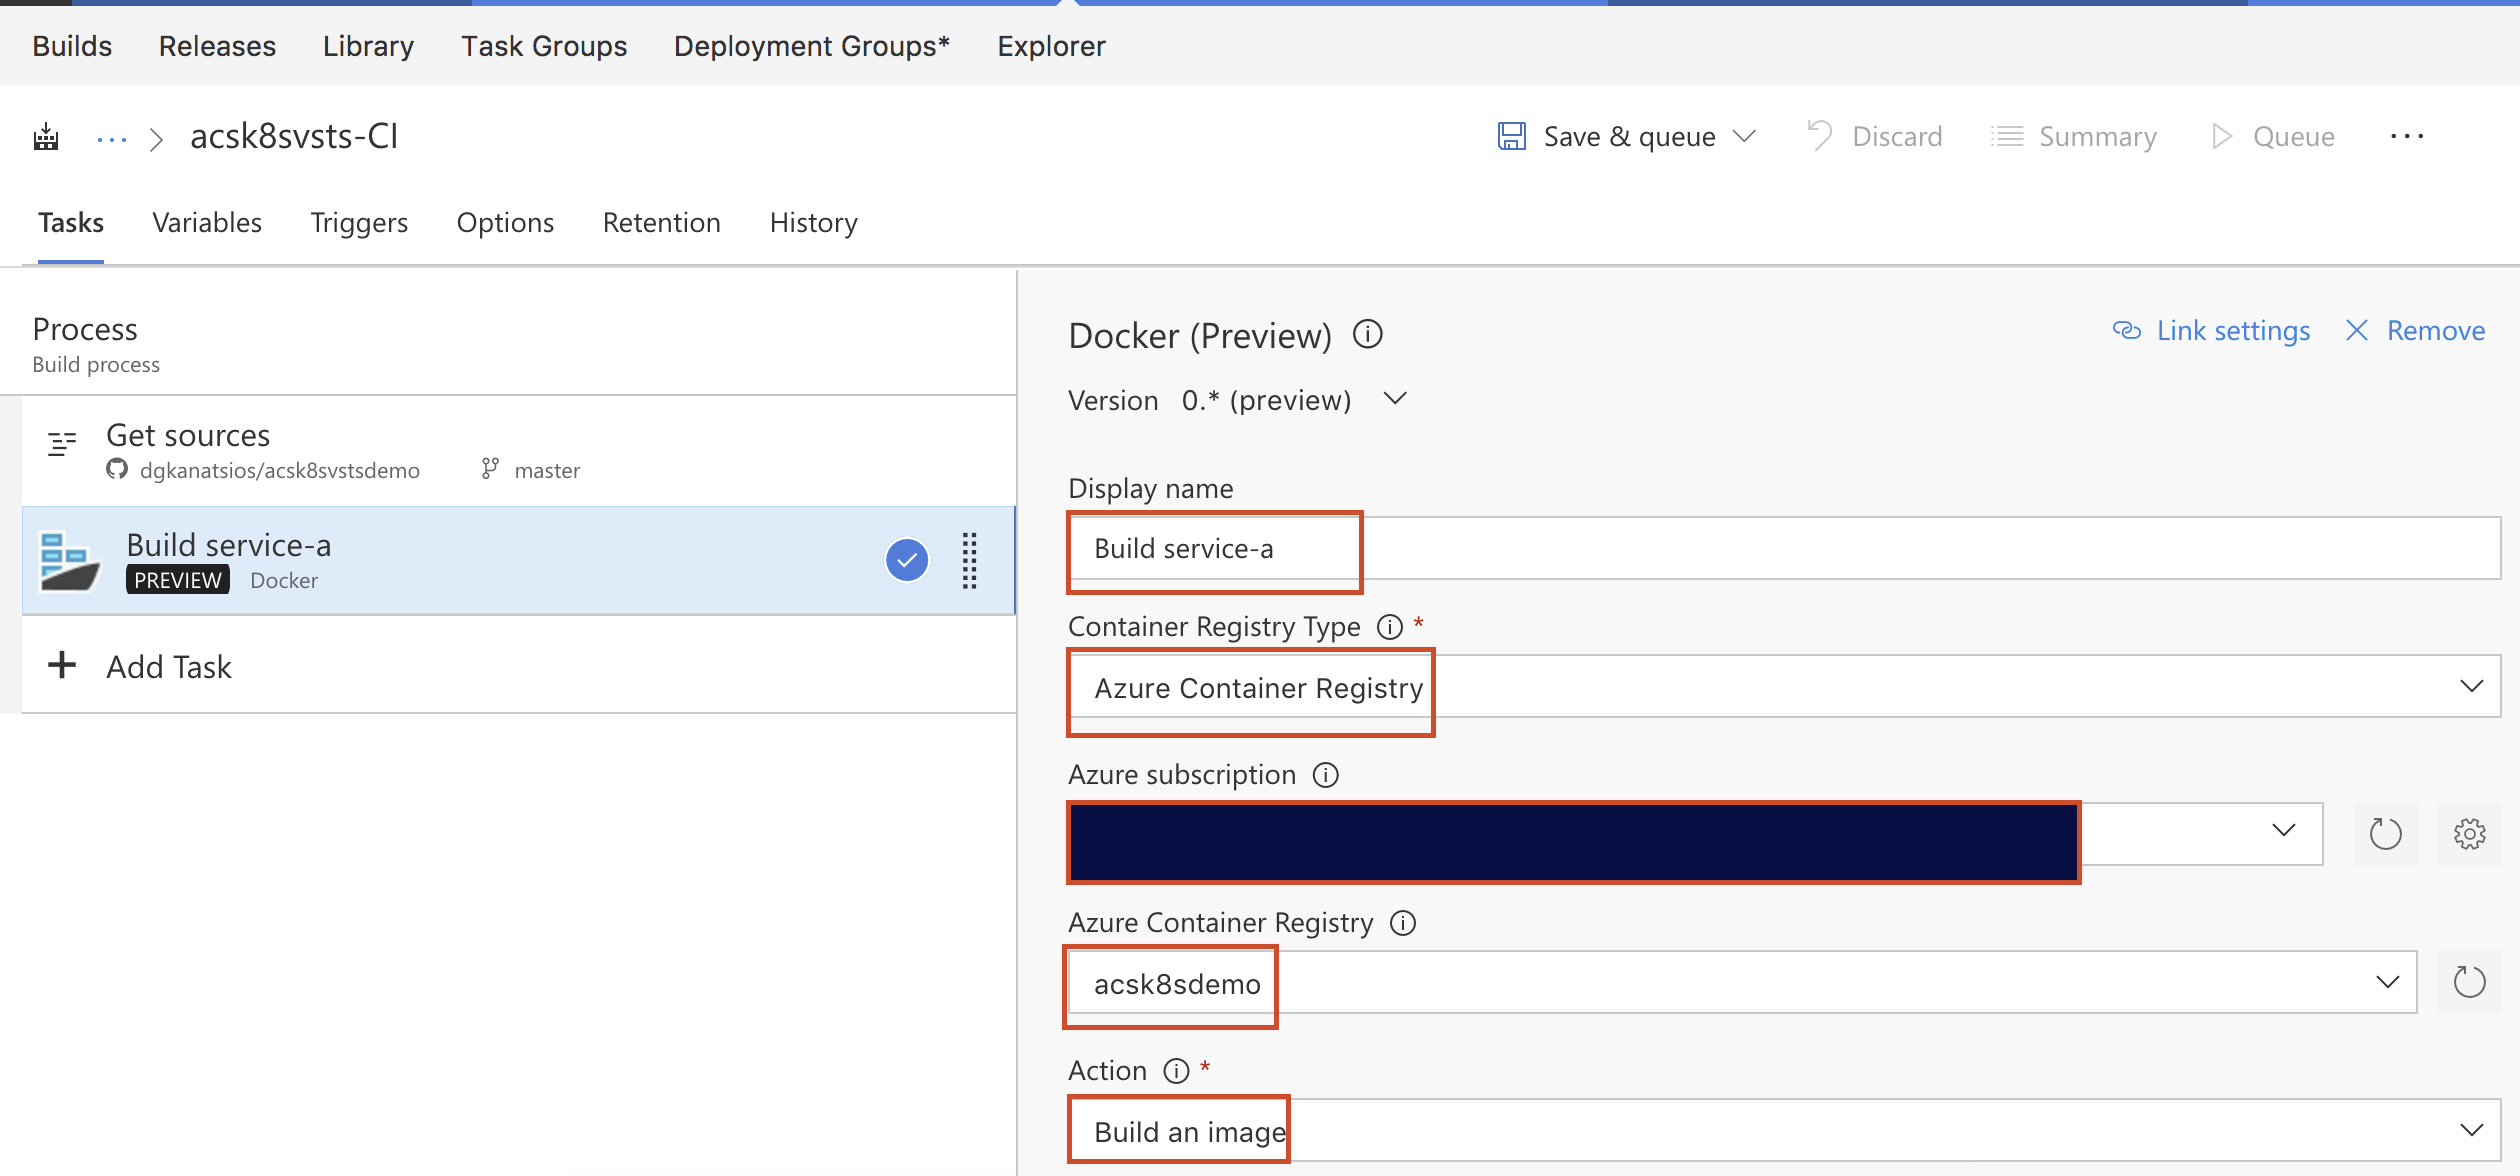 Builds Releases Library Task Groups Deployment Groups* Explorer
... > acsk8svsts-CI
Save & queue Discard Summary Queue ...
Tasks Variables Triggers Options Retention History
Process
Build process
Get sources
dgkanatsios/acsk8svstsdemo master
Build service-a
PREVIEW Docker
+ Add Task
Docker (Preview)
Link settings Remove
Version 0.* (preview)
Display name
Build service-a
Container Registry Type *
Azure Container Registry
Azure subscription
Azure Container Registry
acsk8sdemo
Action *
Build an image